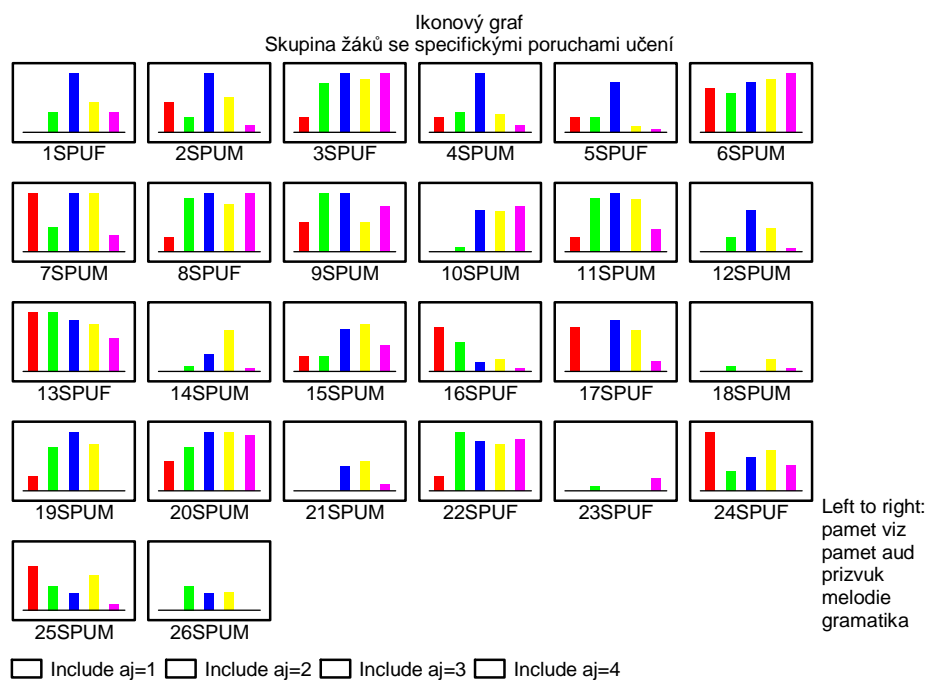 Ikonový graf
Skupina žáků se specifickými poruchami učení
1SPUF 2SPUM 3SPUF 4SPUM 5SPUF 6SPUM
7SPUM 8SPUF 9SPUM 10SPUM 11SPUM 12SPUM
13SPUF 14SPUM 15SPUM 16SPUF 17SPUF 18SPUM
19SPUM 20SPUM 21SPUM 22SPUF 23SPUF 24SPUF
25SPUM 26SPUM
Left to right:
pamet viz
pamet aud
prizvuk
melodie
gramatika
Include aj=1 Include aj=2 Include aj=3 Include aj=4